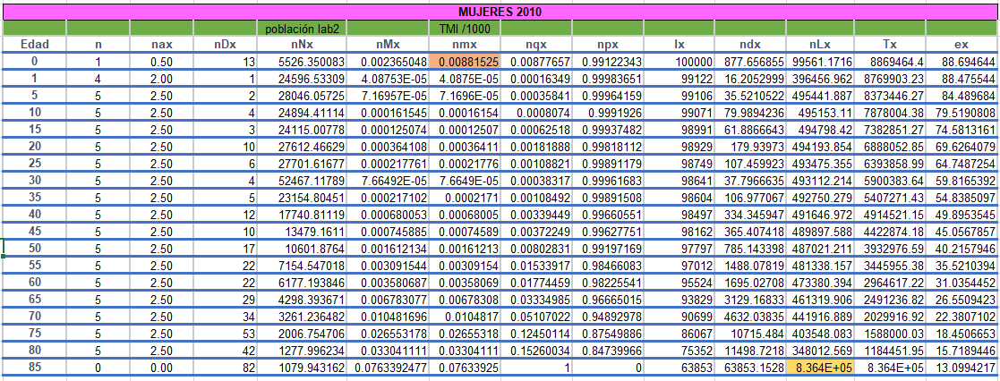 MUJERES 2010
población lab2 TMI /1000
Edad n nax nDx nNx nMx nmx nqx npx lx ndx nLx Tx ex
0 1 0.50 13 5526.350083 0.002365048 0.00881525 0.00877657 0.99122343 100000 877.656855 99561.1716 8869464.4 88.694644
1 4 2.00 1 24596.53309 4.08753E-05 4.0875E-05 0.00016349 0.99983651 99122 16.2052999 396456.962 8769903.23 88.475544
5 5 2.50 2 28046.05725 7.16957E-05 7.1696E-05 0.00035841 0.99964159 99106 35.5210522 495441.887 8373446.27 84.489684
10 5 2.50 4 24894.41114 0.000161545 0.00016154 0.0008074 0.9991926 99071 79.9894236 495153.11 7878004.38 79.5190808
15 5 2.50 3 24115.00778 0.000125074 0.00012507 0.00062518 0.99937482 98991 61.8866643 494798.42 7382851.27 74.5813161
20 5 2.50 10 27612.46629 0.000364108 0.00036411 0.00181888 0.99818112 98929 179.93973 494193.854 6888052.85 69.6264079
25 5 2.50 6 27701.61677 0.000217761 0.00021776 0.00108821 0.99891179 98749 107.459923 493475.355 6393858.99 64.7487254
30 5 2.50 4 52467.11789 7.66492E-05 7.6649E-05 0.00038317 0.99961683 98641 37.7966635 493112.214 5900383.64 59.8165392
35 5 2.50 5 23154.80451 0.000217102 0.0002171 0.00108492 0.99891508 98604 106.977067 492750.279 5407271.43 54.8385097
40 5 2.50 12 17740.81119 0.000680053 0.00068005 0.00339449 0.99660551 98497 334.345947 491646.972 4914521.15 49.8953545
45 5 2.50 10 13479.1611 0.000745885 0.00074589 0.00372249 0.99627751 98162 365.407418 489897.588 4422874.18 45.0567857
50 5 2.50 17 10601.8764 0.001612134 0.00161213 0.00802831 0.99197169 97797 785.143398 487021.211 3932976.59 40.2157946
55 5 2.50 22 7154.547018 0.003091544 0.00309154 0.01533917 0.98466083 97012 1488.07819 481338.157 3445955.38 35.5210394
60 5 2.50 22 6177.193846 0.003580687 0.00358069 0.01774459 0.98225541 95524 1695.02708 473380.394 2964617.22 31.0354452
65 5 2.50 29 4298.393671 0.006783077 0.00678308 0.03334985 0.96665015 93829 3129.16833 461319.906 2491236.82 26.5509423
70 5 2.50 34 3261.236482 0.010481696 0.0104817 0.05107022 0.94892978 90699 4632.03835 441916.889 2029916.92 22.3807102
75 5 2.50 53 2006.754706 0.026553178 0.02655318 0.12450114 0.87549886 86067 10715.484 403548.083 1588000.03 18.4506653
80 5 2.50 42 1277.996234 0.033041111 0.03304111 0.15260034 0.84739966 75352 11498.7218 348012.569 1184451.95 15.7189446
85 0 0.00 82 1079.943162 0.0763392477 0.07633925 1 0 63853 63853.1528 8.364E+05 8.364E+05 13.0994217